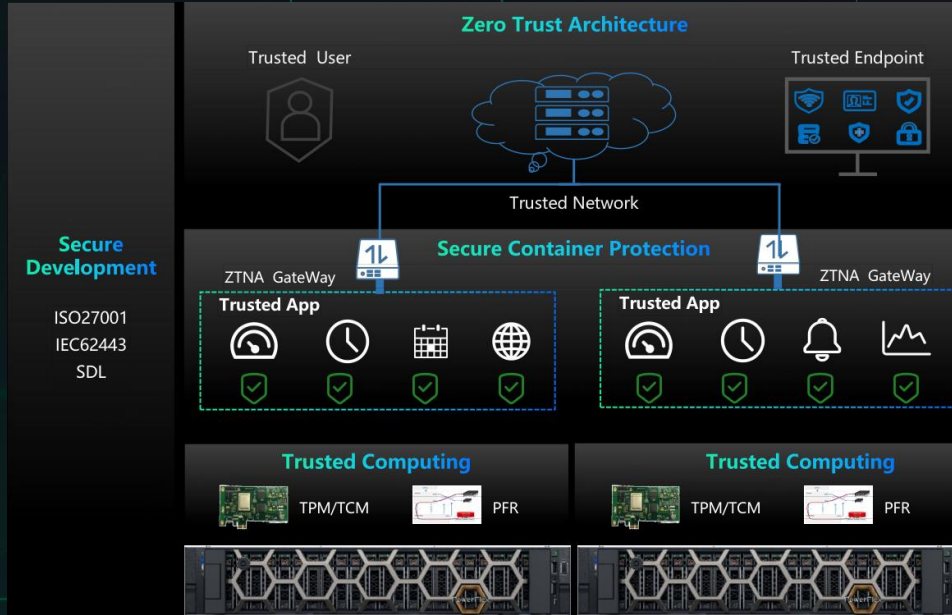 Zero Trust Architecture
Trusted User
Trusted Endpoint
Trusted Network
Secure
Development
ISO27001
IEC62443
SDL
Secure Container Protection
ZTNA GateWay
ZTNA GateWay
Trusted App
Trusted App
Trusted Computing
Trusted Computing
TPM/TCM
PFR
TPM/TCM
PFR